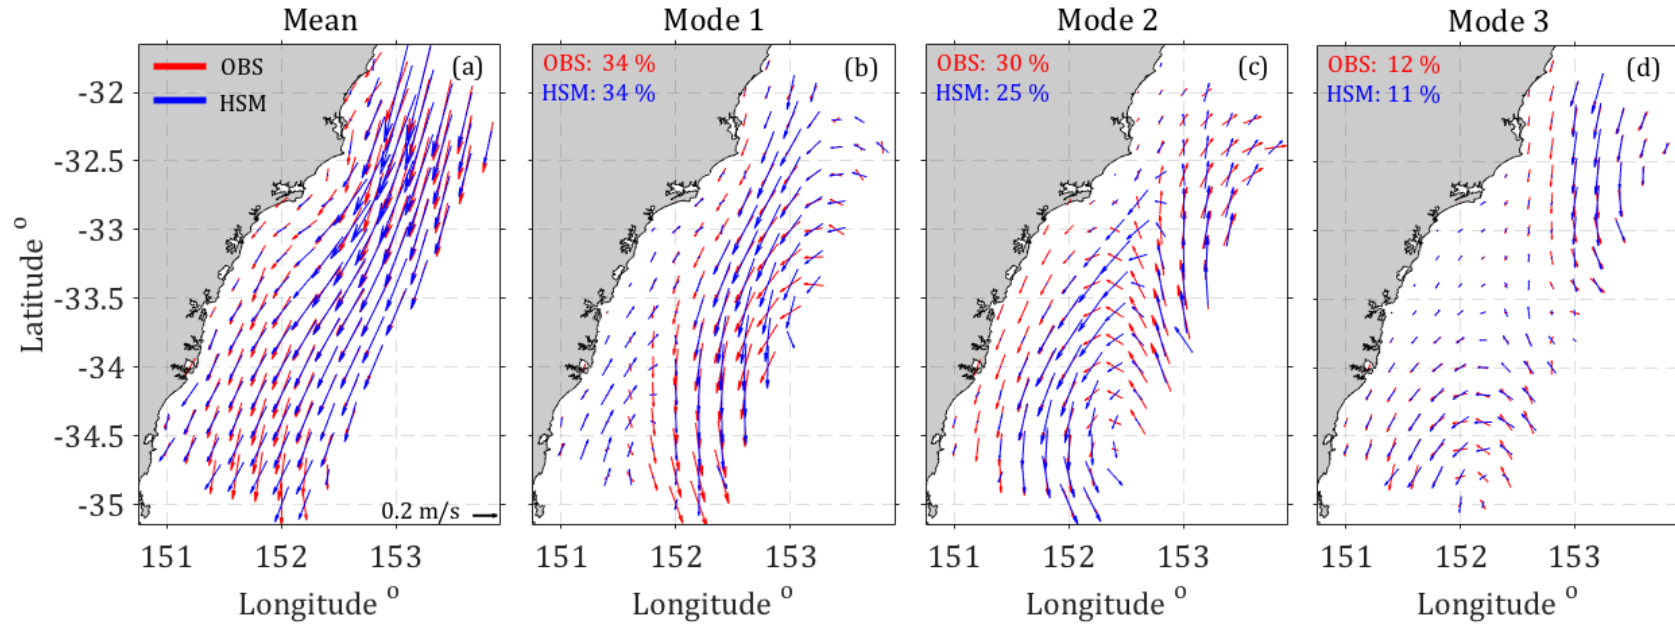 Mean
Mode 1
Mode 2
Mode 3
OBS
HSM
(a)
OBS: 34 %
HSM: 34 %
(b)
OBS: 30 %
HSM: 25 %
(c)
OBS: 12 %
HSM: 11 %
(d)
-32
-32.5
-33
-33.5
-34
-34.5
-35
Latitude °
0.2 m/s
151 152 153
151 152 153
151 152 153
151 152 153
Longitude °
Longitude °
Longitude °
Longitude °